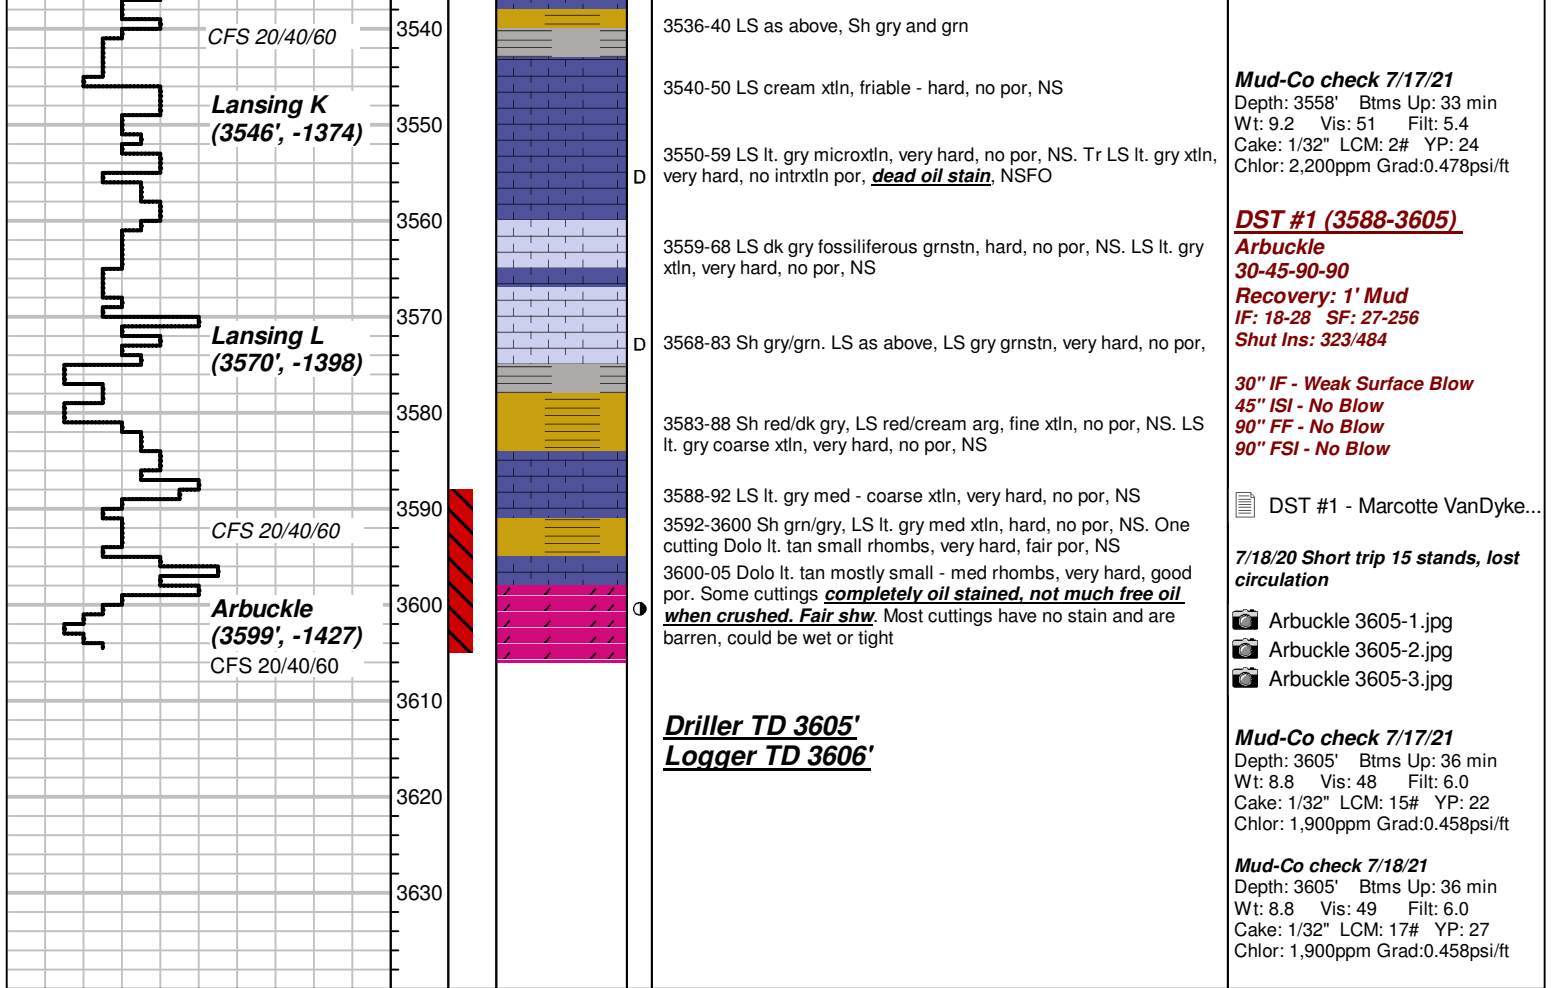 CFS 20/40/60
Lansing K
(3546', -1374)
Lansing L
(3570', -1398)
CFS 20/40/60
Arbuckle
(3599', -1427)
CFS 20/40/60
3540
3550
3560
3570
3580
3590
3600
3610
3620
3630
D
D
3536-40 LS as above, Sh gry and grn
3540-50 LS cream xtln, friable - hard, no por, NS
3550-59 LS lt. gry microxtln, very hard, no por, NS. Tr LS lt. gry xtln,
very hard, no intrxtln por, dead oil stain, NSFO
3559-68 LS dk gry fossiliferous grnstn, hard, no por, NS. LS lt. gry
xtln, very hard, no por, NS
3568-83 Sh gry/grn. LS as above, LS gry grnstn, very hard, no por,
3583-88 Sh red/dk gry, LS red/cream arg, fine xtln, no por, NS. LS
lt. gry coarse xtln, very hard, no por, NS
3588-92 LS lt. gry med - coarse xtln, very hard, no por, NS
3592-3600 Sh grn/gry, LS lt. gry med xtln, hard, no por, NS. One
cutting Dolo lt. tan small rhombs, very hard, fair por, NS
3600-05 Dolo lt. tan mostly small - med rhombs, very hard, good
por. Some cuttings completely oil stained, not much free oil
when crushed. Fair shw. Most cuttings have no stain and are
barren, could be wet or tight
Driller TD 3605'
Logger TD 3606'
Mud-Co check 7/17/21
Depth: 3558' Btms Up: 33 min
Wt: 9.2 Vis: 51 Filt: 5.4
Cake: 1/32" LCM: 2# YP: 24
Chlor: 2,200ppm Grad:0.478psi/ft
DST #1 (3588-3605)
Arbuckle
30-45-90-90
Recovery: 1' Mud
IF: 18-28 SF: 27-256
Shut Ins: 323/484
30" IF - Weak Surface Blow
45" ISI - No Blow
90" FF - No Blow
90" FSI - No Blow
DST #1 - Marcotte VanDyke...
7/18/20 Short trip 15 stands, lost
circulation
Arbuckle 3605-1.jpg
Arbuckle 3605-2.jpg
Arbuckle 3605-3.jpg
Mud-Co check 7/17/21
Depth: 3605' Btms Up: 36 min
Wt: 8.8 Vis: 48 Filt: 6.0
Cake: 1/32" LCM: 15# YP: 22
Chlor: 1,900ppm Grad:0.458psi/ft
Mud-Co check 7/18/21
Depth: 3605' Btms Up: 36 min
Wt: 8.8 Vis: 49 Filt: 6.0
Cake: 1/32" LCM: 17# YP: 27
Chlor: 1,900ppm Grad:0.458psi/ft